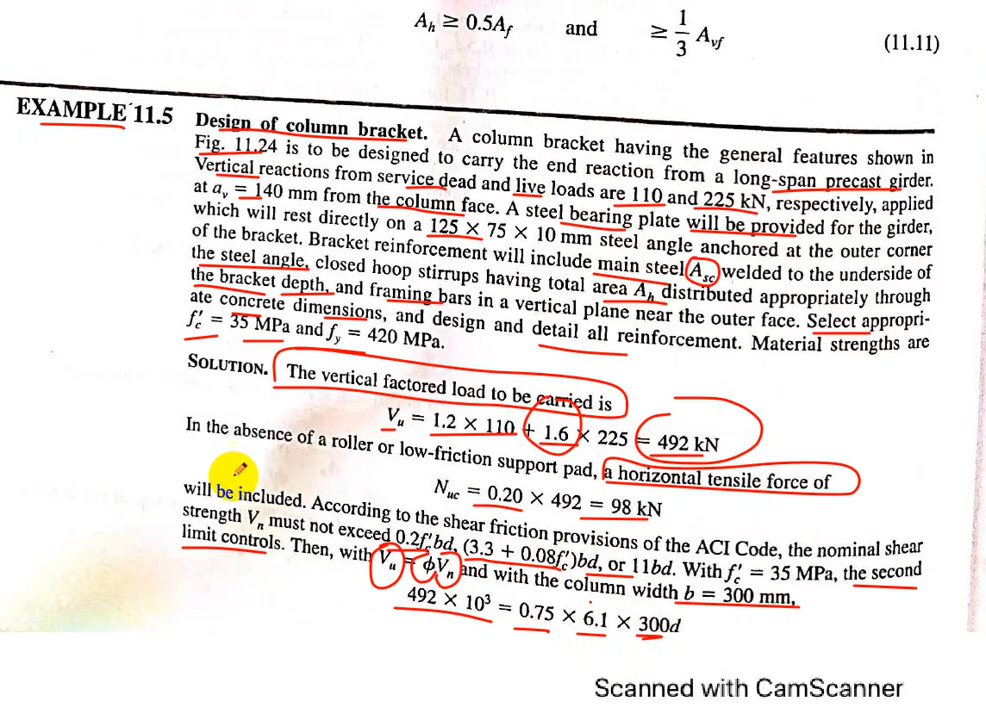 A_h ≥ 0.5A_f and ≥ 1/3 A_vf (11.11)
EXAMPLE 11.5 Design of column bracket. A column bracket having the general features shown in
Fig. 11.24 is to be designed to carry the end reaction from a long-span precast girder.
Vertical reactions from service dead and live loads are 110 and 225 kN, respectively, applied
at a_v = 140 mm from the column face. A steel bearing plate will be provided for the girder,
which will rest directly on a 125 × 75 × 10 mm steel angle anchored at the outer corner
of the bracket. Bracket reinforcement will include main steel A_sc welded to the underside of
the steel angle, closed hoop stirrups having total area A_h distributed appropriately through
the bracket depth, and framing bars in a vertical plane near the outer face. Select appropri-
ate concrete dimensions, and design and detail all reinforcement. Material strengths are
f'_c = 35 MPa and f_y = 420 MPa.
SOLUTION. The vertical factored load to be carried is
V_u = 1.2 × 110 + 1.6 × 225 = 492 kN
In the absence of a roller or low-friction support pad, a horizontal tensile force of
N_uc = 0.20 × 492 = 98 kN
will be included. According to the shear friction provisions of the ACI Code, the nominal shear
strength V_n must not exceed 0.2f'_c bd, (3.3 + 0.08f'_c)bd, or 11bd. With f'_c = 35 MPa, the second
limit controls. Then, with V_u = ϕV_n and with the column width b = 300 mm,
492 × 10³ = 0.75 × 6.1 × 300d
Scanned with CamScanner